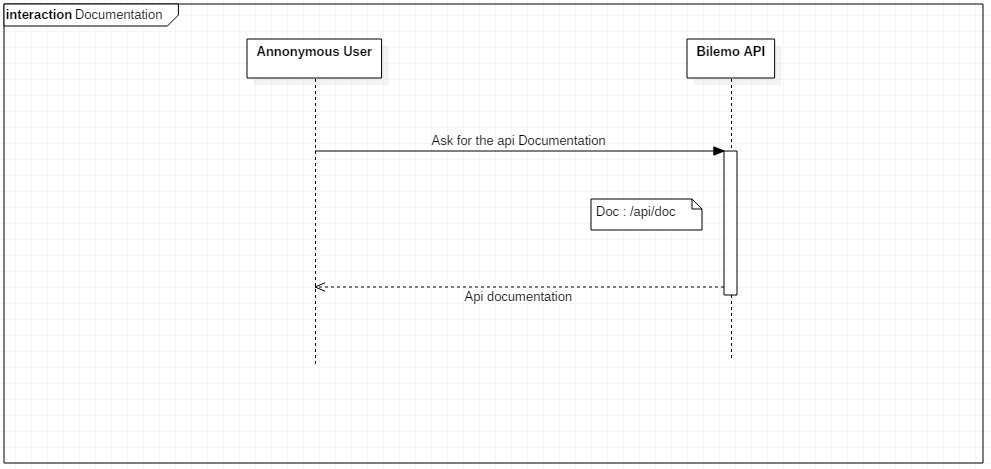 interaction Documentation
Annonymous User
Bilemo API
Ask for the api Documentation
Doc : /api/doc
Api documentation